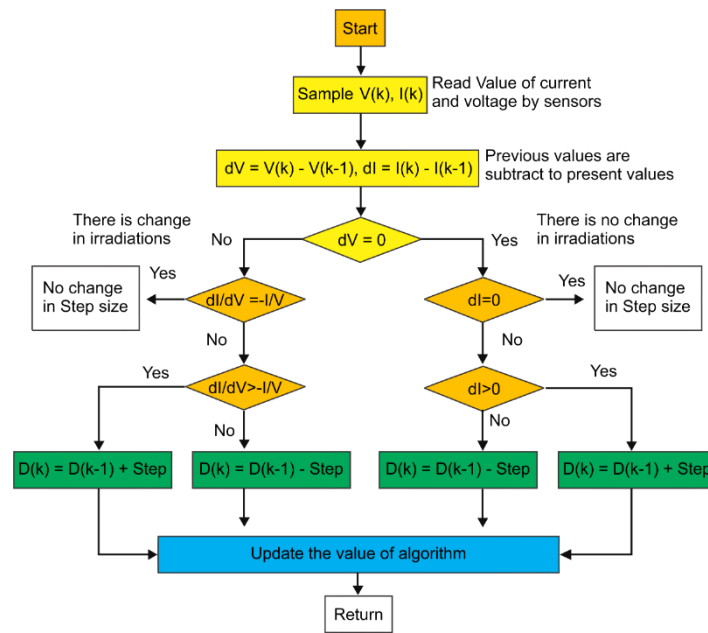 Start
Sample V(k), I(k)
Read Value of current
and voltage by sensors
dV = V(k) - V(k-1), dI = I(k) - I(k-1)
Previous values are
subtract to present values
There is change
in irradiations
No
dV = 0
Yes
There is no change
in irradiations
No change
in Step size
Yes
dI/dV =-I/V
dI=0
Yes
No change
in Step size
No
No
Yes
dI/dV>-I/V
dI>0
Yes
No
No
D(k) = D(k-1) + Step
D(k) = D(k-1) - Step
D(k) = D(k-1) - Step
D(k) = D(k-1) + Step
Update the value of algorithm
Return